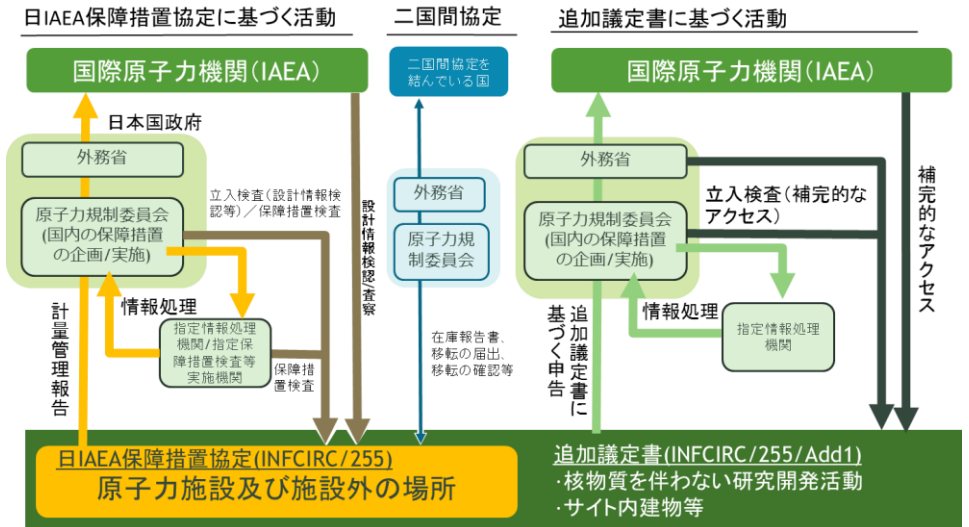 日IAEA保障措置協定に基づく活動
国際原子力機関(IAEA)
日本国政府
外務省
原子力規制委員会
(国内の保障措置
の企画/実施)
立入検査(設計情報検
認等)／保障措置検査
設計情報検認/査察
情報処理
指定情報処理
機関/指定保
障措置検査等
実施機関
保障措
置検査
計量管理報告
日IAEA保障措置協定(INFCIRC/255)
原子力施設及び施設外の場所
二国間協定
二国間協定を
結んでいる国
外務省
原子力規
制委員会
在庫報告書、
移転の届出、
移転の確認等
追加議定書に基づく活動
国際原子力機関(IAEA)
外務省
原子力規制委員会
(国内の保障措置
の企画/実施)
立入検査(補完的な
アクセス)
補完的なアクセス
情報処理
指定情報処理
機関
追加議定書に
基づく申告
追加議定書(INFCIRC/255/Add1)
・核物質を伴わない研究開発活動
・サイト内建物等